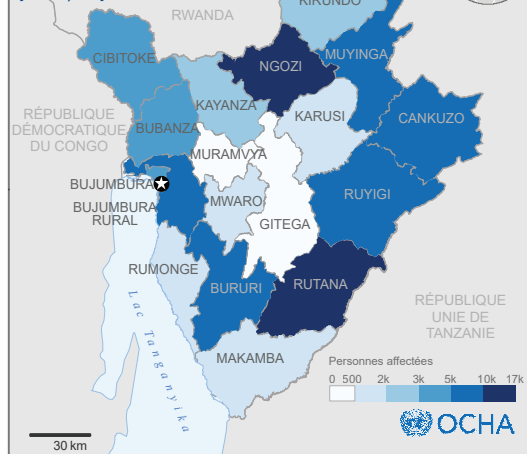 KIRUNDO
RWANDA
MUYINGA
CIBITOKE
NGOZI
KAYANZA
RÉPUBLIQUE
DÉMOCRATIQUE
DU CONGO
KARUSI
CANKUZO
BUBANZA
MURAMVYA
BUJUMBURA
RUYIGI
MWARO
BUJUMBURA
RURAL
GITEGA
RUMONGE
BURURI
RUTANA
RÉPUBLIQUE
UNIE DE
TANZANIE
Lac Tanganyika
MAKAMBA
Personnes affectées
0 500 2k 3k 5k 10k 17k
OCHA
30 km